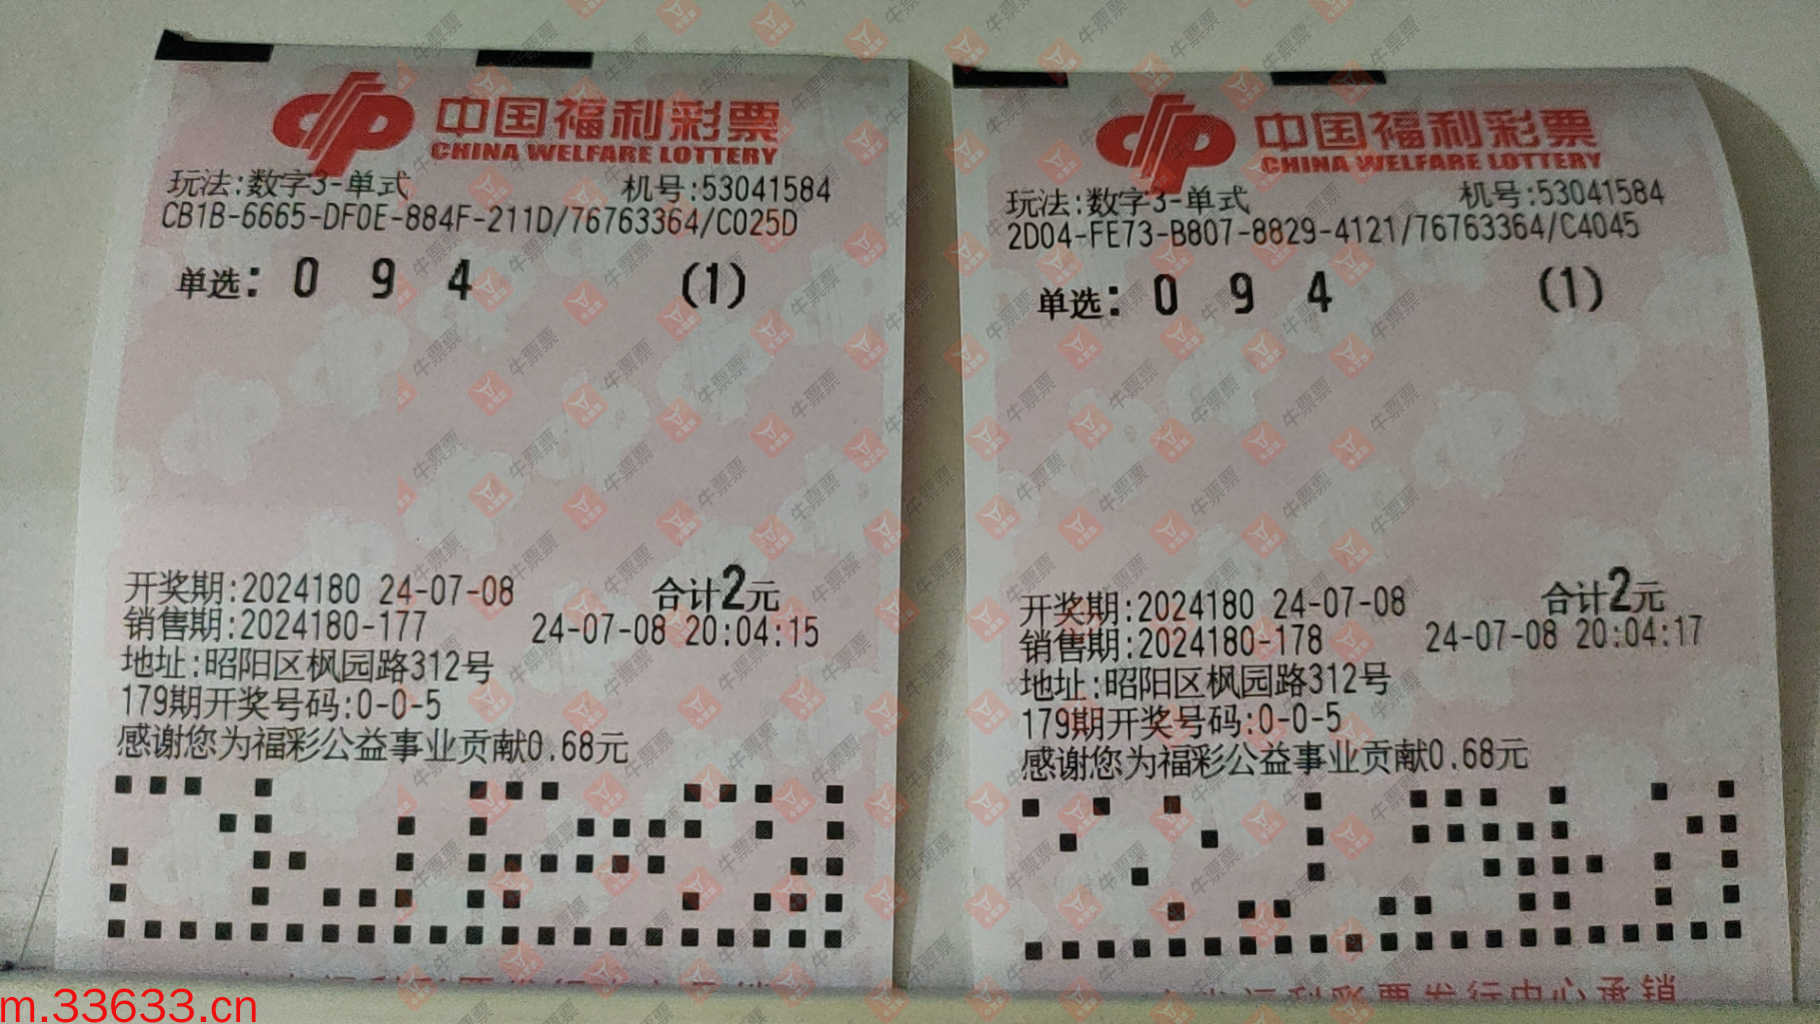 中国福利彩票
CHINA WELFARE LOTTERY
玩法:数字3-单式 机号:53041584
CB1B-6665-DF0E-884F-211D/76763364/C025D
单选: 0 9 4 (1)
开奖期:2024180 24-07-08 合计2元
销售期:2024180-177 24-07-08 20:04:15
地址:昭阳区枫园路312号
179期开奖号码:0-0-5
感谢您为福彩公益事业贡献0.68元
中国福利彩票
CHINA WELFARE LOTTERY
玩法:数字3-单式 机号:53041584
2D04-FE73-B807-8829-4121/76763364/C4045
单选: 0 9 4 (1)
开奖期:2024180 24-07-08 合计2元
销售期:2024180-178 24-07-08 20:04:17
地址:昭阳区枫园路312号
179期开奖号码:0-0-5
感谢您为福彩公益事业贡献0.68元
牛票票
m.33633.cn